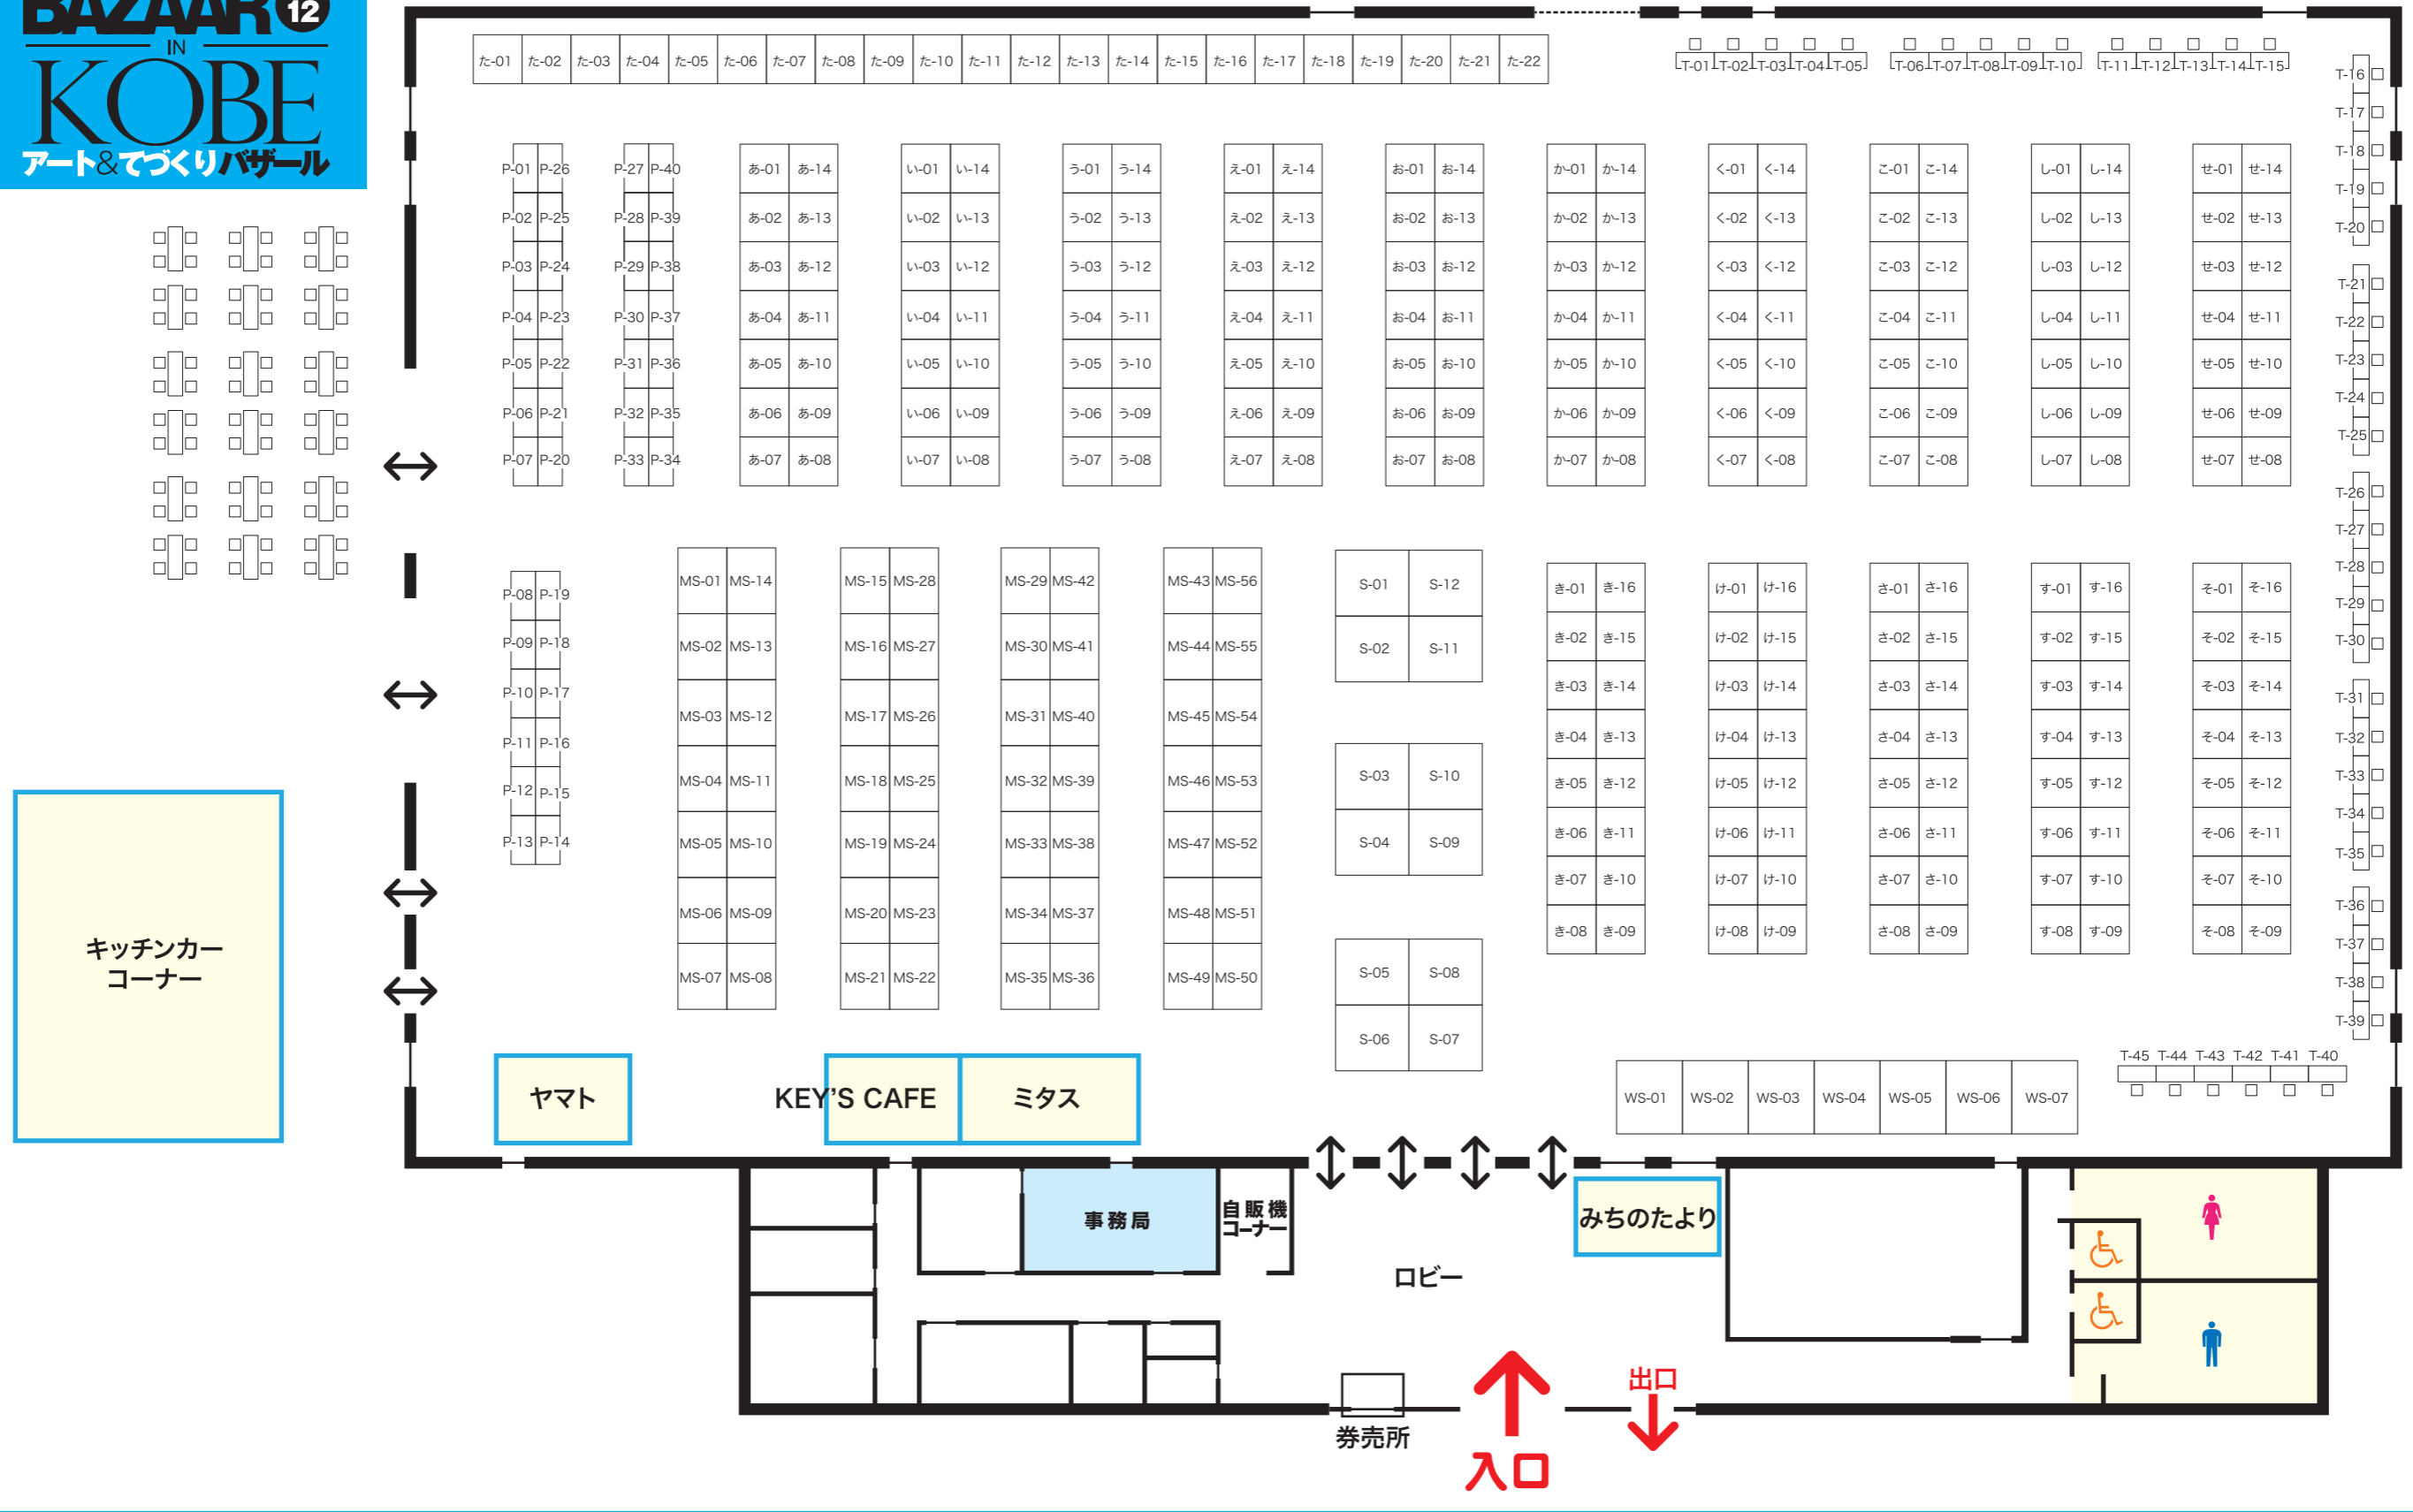 BAZAAR 12
IN
KOBE
アート&てづくりバザール
た-01 た-02 た-03 た-04 た-05 た-06 た-07 た-08 た-09 た-10 た-11 た-12 た-13 た-14 た-15 た-16 た-17 た-18 た-19 た-20 た-21 た-22
T-01 T-02 T-03 T-04 T-05 T-06 T-07 T-08 T-09 T-10 T-11 T-12 T-13 T-14 T-15
P-01 P-26 P-27 P-40 あ-01 あ-14 い-01 い-14 う-01 う-14 え-01 え-14 お-01 お-14 か-01 か-14 く-01 く-14 こ-01 こ-14 し-01 し-14 せ-01 せ-14
P-02 P-25 P-28 P-39 あ-02 あ-13 い-02 い-13 う-02 う-13 え-02 え-13 お-02 お-13 か-02 か-13 く-02 く-13 こ-02 こ-13 し-02 し-13 せ-02 せ-13
P-03 P-24 P-29 P-38 あ-03 あ-12 い-03 い-12 う-03 う-12 え-03 え-12 お-03 お-12 か-03 か-12 く-03 く-12 こ-03 こ-12 し-03 し-12 せ-03 せ-12
P-04 P-23 P-30 P-37 あ-04 あ-11 い-04 い-11 う-04 う-11 え-04 え-11 お-04 お-11 か-04 か-11 く-04 く-11 こ-04 こ-11 し-04 し-11 せ-04 せ-11
P-05 P-22 P-31 P-36 あ-05 あ-10 い-05 い-10 う-05 う-10 え-05 え-10 お-05 お-10 か-05 か-10 く-05 く-10 こ-05 こ-10 し-05 し-10 せ-05 せ-10
P-06 P-21 P-32 P-35 あ-06 あ-09 い-06 い-09 う-06 う-09 え-06 え-09 お-06 お-09 か-06 か-09 く-06 く-09 こ-06 こ-09 し-06 し-09 せ-06 せ-09
P-07 P-20 P-33 P-34 あ-07 あ-08 い-07 い-08 う-07 う-08 え-07 え-08 お-07 お-08 か-07 か-08 く-07 く-08 こ-07 こ-08 し-07 し-08 せ-07 せ-08
T-16
T-17
T-18
T-19
T-20
T-21
T-22
T-23
T-24
T-25
T-26
T-27
T-28
T-29
T-30
T-31
T-32
T-33
T-34
T-35
T-36
T-37
T-38
T-39
P-08 P-19
P-09 P-18
P-10 P-17
P-11 P-16
P-12 P-15
P-13 P-14
MS-01 MS-14 MS-15 MS-28 MS-29 MS-42 MS-43 MS-56
MS-02 MS-13 MS-16 MS-27 MS-30 MS-41 MS-44 MS-55
MS-03 MS-12 MS-17 MS-26 MS-31 MS-40 MS-45 MS-54
MS-04 MS-11 MS-18 MS-25 MS-32 MS-39 MS-46 MS-53
MS-05 MS-10 MS-19 MS-24 MS-33 MS-38 MS-47 MS-52
MS-06 MS-09 MS-20 MS-23 MS-34 MS-37 MS-48 MS-51
MS-07 MS-08 MS-21 MS-22 MS-35 MS-36 MS-49 MS-50
S-01 S-12
S-02 S-11
S-03 S-10
S-04 S-09
S-05 S-08
S-06 S-07
き-01 き-16 け-01 け-16 さ-01 さ-16 す-01 す-16 そ-01 そ-16
き-02 き-15 け-02 け-15 さ-02 さ-15 す-02 す-15 そ-02 そ-15
き-03 き-14 け-03 け-14 さ-03 さ-14 す-03 す-14 そ-03 そ-14
き-04 き-13 け-04 け-13 さ-04 さ-13 す-04 す-13 そ-04 そ-13
き-05 き-12 け-05 け-12 さ-05 さ-12 す-05 す-12 そ-05 そ-12
き-06 き-11 け-06 け-11 さ-06 さ-11 す-06 す-11 そ-06 そ-11
き-07 き-10 け-07 け-10 さ-07 さ-10 す-07 す-10 そ-07 そ-10
き-08 き-09 け-08 け-09 さ-08 さ-09 す-08 す-09 そ-08 そ-09
キッチンカー
コーナー
ヤマト
KEY'S CAFE
ミタス
WS-01 WS-02 WS-03 WS-04 WS-05 WS-06 WS-07
T-45 T-44 T-43 T-42 T-41 T-40
事務局
自販機
コーナー
みちのたより
ロビー
券売所
入口
出口